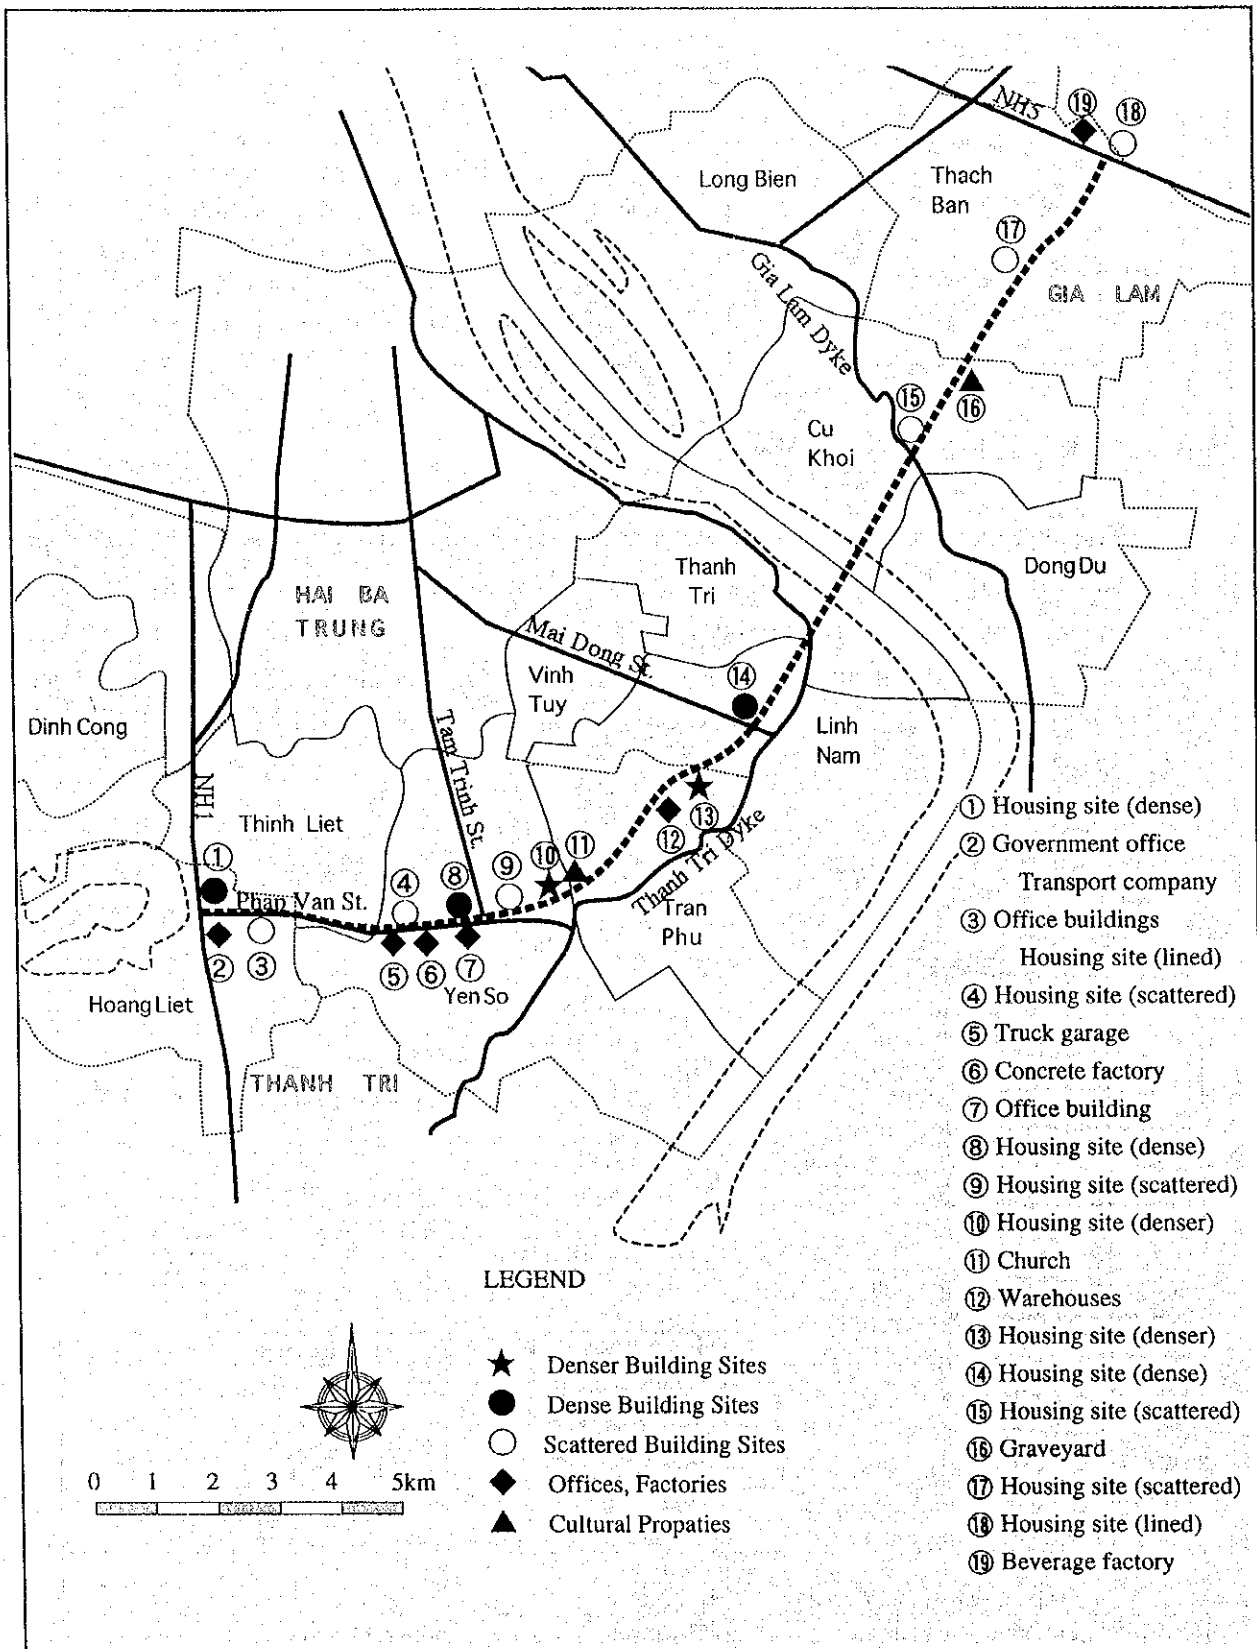 NH5
⑲
⑱
Long Bien
Thach
Ban
⑰
Gia Lam Dyke
GIA LAM
⑮
⑯
Cu
Khoi
Thanh
Tri
Dong Du
HAI BA
TRUNG
Mai Dong St.
Vinh
Tuy
⑭
Dinh Cong
Tam Trinh St.
Linh
Nam
NH1
Thinh Liet
⑬
⑫
Thanh Tri Dyke
①
④
⑧
⑨
⑩
⑪
Phap Van St.
Tran
Phu
②
③
⑤
⑥
⑦
Yen So
Hoang Liet
THANH TRI
① Housing site (dense)
② Government office
Transport company
③ Office buildings
Housing site (lined)
④ Housing site (scattered)
⑤ Truck garage
⑥ Concrete factory
⑦ Office building
⑧ Housing site (dense)
⑨ Housing site (scattered)
⑩ Housing site (denser)
⑪ Church
⑫ Warehouses
⑬ Housing site (denser)
⑭ Housing site (dense)
⑮ Housing site (scattered)
⑯ Graveyard
⑰ Housing site (scattered)
⑱ Housing site (lined)
⑲ Beverage factory
LEGEND
Denser Building Sites
Dense Building Sites
Scattered Building Sites
Offices, Factories
Cultural Propaties
0 1 2 3 4 5km